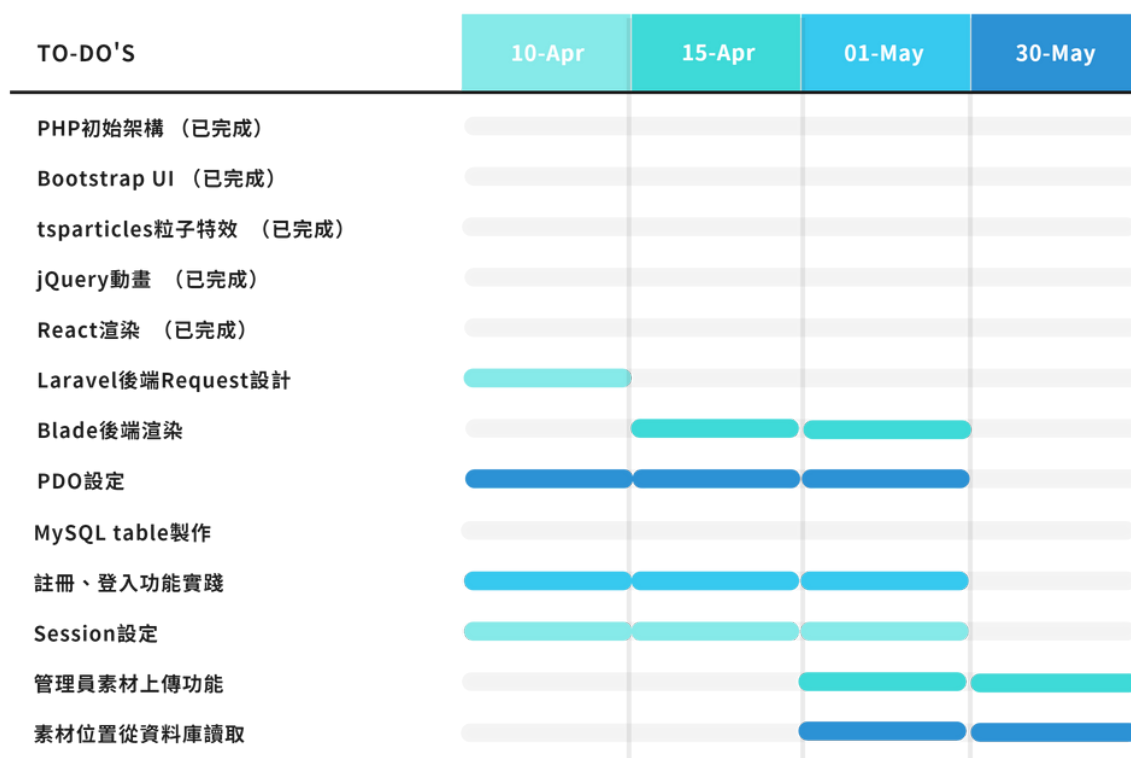 TO-DO'S 10-Apr 15-Apr 01-May 30-May
PHP初始架構 （已完成）
Bootstrap UI （已完成）
tsparticles粒子特效 （已完成）
jQuery動畫 （已完成）
React渲染 （已完成）
Laravel後端Request設計
Blade後端渲染
PDO設定
MySQL table製作
註冊、登入功能實踐
Session設定
管理員素材上傳功能
素材位置從資料庫讀取